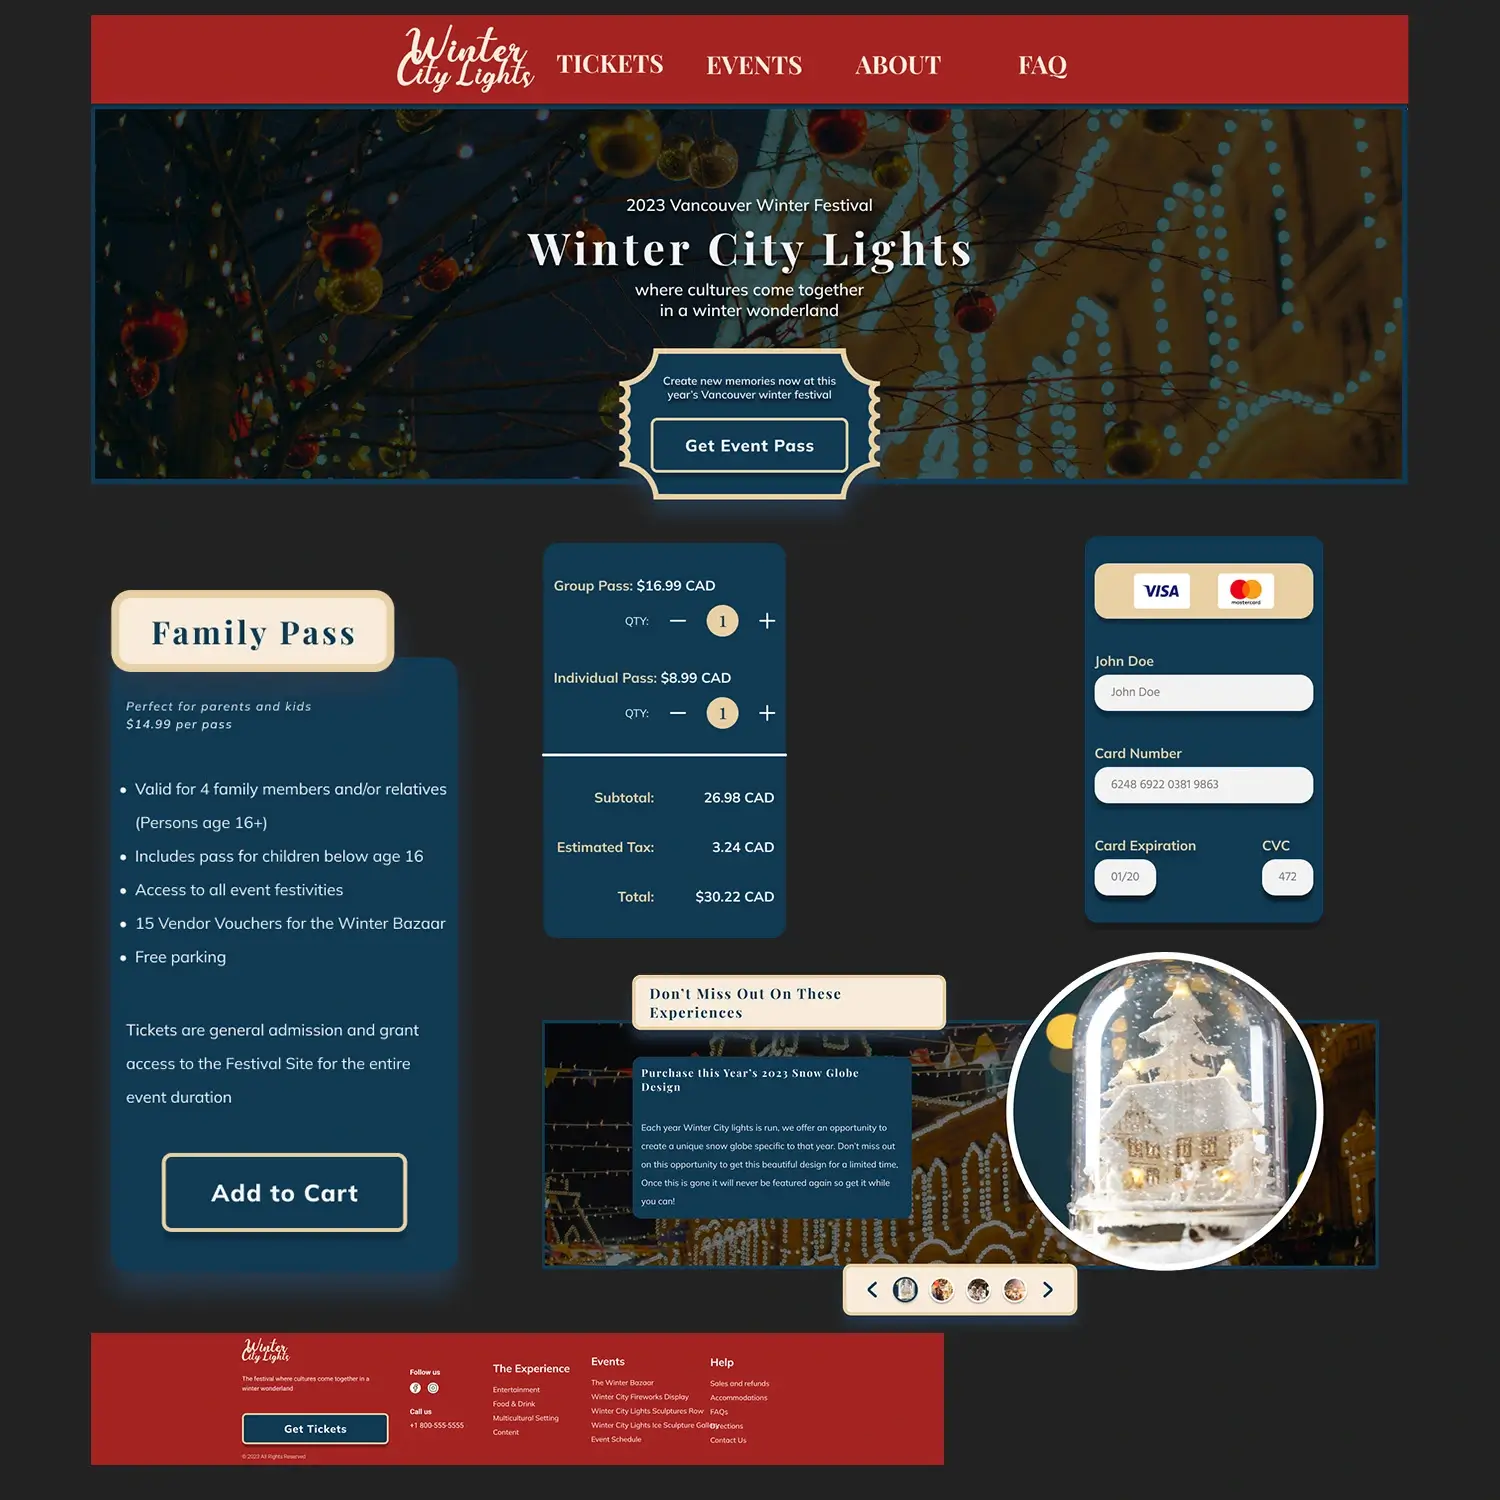 Winter
City Lights
TICKETS
EVENTS
ABOUT
FAQ
2023 Vancouver Winter Festival
Winter City Lights
where cultures come together
in a winter wonderland
Create new memories now at this
year's Vancouver winter festival
Get Event Pass
Family Pass
Perfect for parents and kids
$14.99 per pass
• Valid for 4 family members and/or relatives
(Persons age 16+)
• Includes pass for children below age 16
• Access to all event festivities
• 15 Vendor Vouchers for the Winter Bazaar
• Free parking
Tickets are general admission and grant
access to the Festival Site for the entire
event duration
Add to Cart
Group Pass: $16.99 CAD
QTY: — 1 +
Individual Pass: $8.99 CAD
QTY: — 1 +
Subtotal: 26.98 CAD
Estimated Tax: 3.24 CAD
Total: $30.22 CAD
VISA
mastercard
John Doe
John Doe
Card Number
6248 6922 0381 9863
Card Expiration
CVC
01/20
472
Don't Miss Out On These
Experiences
Purchase this Year's 2023 Snow Globe
Design
Each year Winter City lights is run, we offer an opportunity to
create a unique snow globe specific to that year. Don't miss out
on this opportunity to get this beautiful design for a limited time,
Once this is gone it will never be featured again so get it while
you can!
Winter
City Lights
The festival where cultures come together in a
winter wonderland
Get Tickets
© 2023 All Rights Reserved
Follow us
Call us
+1 800-555-5555
The Experience
Entertainment
Food & Drink
Multicultural Setting
Content
Events
The Winter Bazaar
Winter City Fireworks Display
Winter City Lights Sculptures Row
Winter City Lights Ice Sculpture Gallery
Event Schedule
Help
Sales and refunds
Accommodations
FAQs
Directions
Contact Us